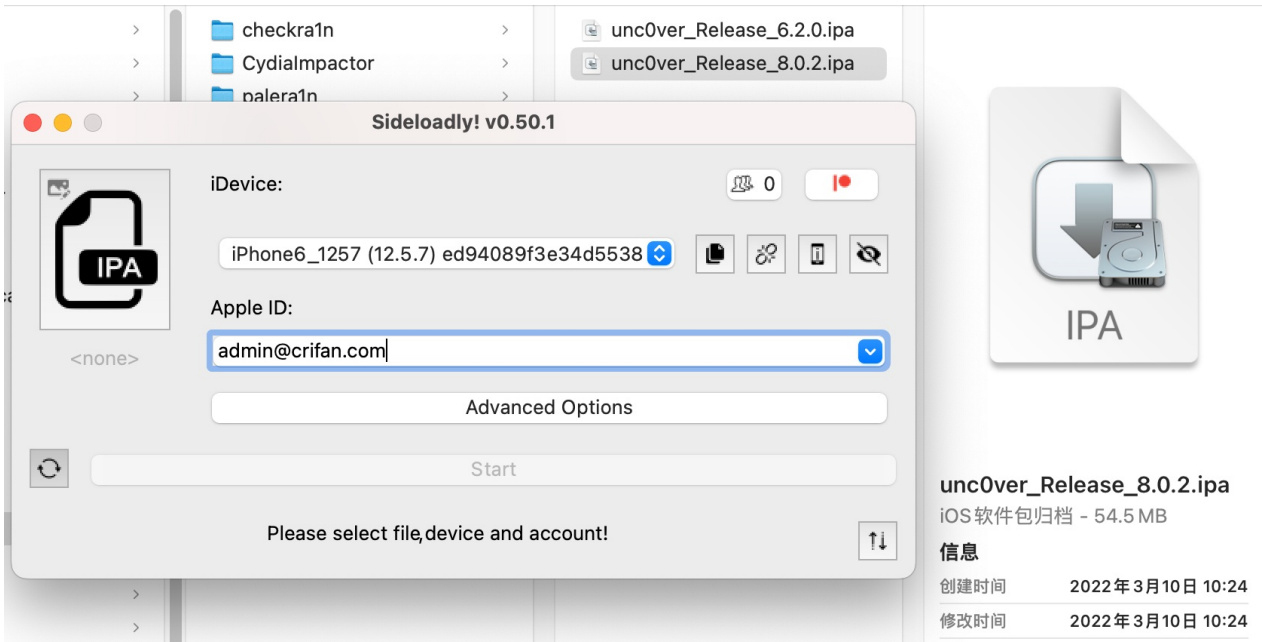 checkra1n
CydiaImpactor
palera1n
unc0ver_Release_6.2.0.ipa
unc0ver_Release_8.0.2.ipa
Sideloadly! v0.50.1
IPA
<none>
iDevice:
0
iPhone6_1257 (12.5.7) ed94089f3e34d5538
Apple ID:
admin@crifan.com
Advanced Options
Start
Please select file,device and account!
IPA
unc0ver_Release_8.0.2.ipa
iOS软件包归档 - 54.5 MB
信息
创建时间 2022年3月10日 10:24
修改时间 2022年3月10日 10:24